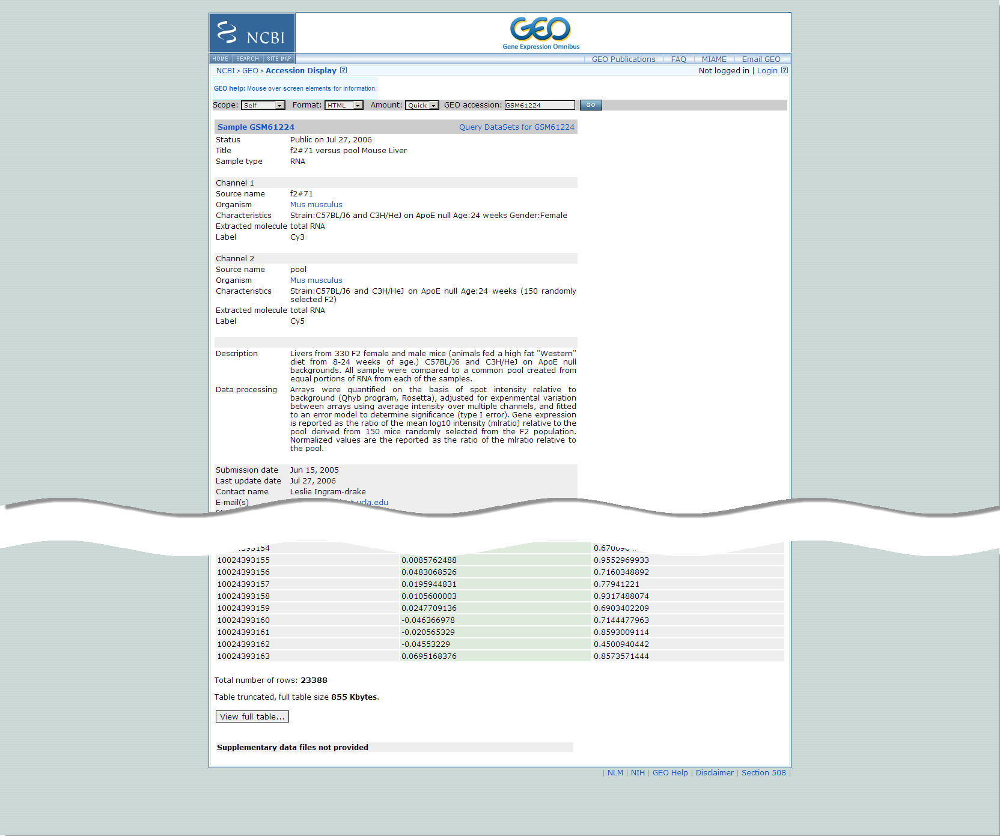 NCBI
GEO
Gene Expression Omnibus
HOME SEARCH SITE MAP GEO Publications FAQ MIAME Email GEO
NCBI > GEO > Accession Display ? Not logged in | Login ?
GEO help: Mouse over screen elements for information.
Scope: Self Format: HTML Amount: Quick GEO accession: GSM61224 GO
Sample GSM61224 Query DataSets for GSM61224
Status Public on Jul 27, 2006
Title f2#71 versus pool Mouse Liver
Sample type RNA
Channel 1
Source name f2#71
Organism Mus musculus
Characteristics Strain:C57BL/J6 and C3H/HeJ on ApoE null Age:24 weeks Gender:Female
Extracted molecule total RNA
Label Cy3
Channel 2
Source name pool
Organism Mus musculus
Characteristics Strain:C57BL/J6 and C3H/HeJ on ApoE null Age:24 weeks (150 randomly
selected F2)
Extracted molecule total RNA
Label Cy5
Description Livers from 330 F2 female and male mice (animals fed a high fat "Western"
diet from 8-24 weeks of age.) C57BL/J6 and C3H/HeJ on ApoE null
backgrounds. All sample were compared to a common pool created from
equal portions of RNA from each of the samples.
Data processing Arrays were quantified on the basis of spot intensity relative to
background (Qhyb program, Rosetta), adjusted for experimental variation
between arrays using average intensity over multiple channels, and fitted
to an error model to determine significance (type I error). Gene expression
is reported as the ratio of the mean log10 intensity (mlratio) relative to the
pool derived from 150 mice randomly selected from the F2 population.
Normalized values are the reported as the ratio of the mlratio relative to
the pool.
Submission date Jun 15, 2005
Last update date Jul 27, 2006
Contact name Leslie Ingram-drake
E-mail(s) ucla.edu
10024393155 0.0085762488 0.9552969933
10024393156 0.0483068526 0.7160348892
10024393157 0.0195944831 0.77941221
10024393158 0.0105600003 0.9317488074
10024393159 0.0247709136 0.6903402209
10024393160 -0.046366978 0.7144477963
10024393161 -0.020565329 0.8593009114
10024393162 -0.04553229 0.4500940442
10024393163 0.0695168376 0.8573571444
Total number of rows: 23388
Table truncated, full table size 855 Kbytes.
View full table...
Supplementary data files not provided
| NLM | NIH | GEO Help | Disclaimer | Section 508 |